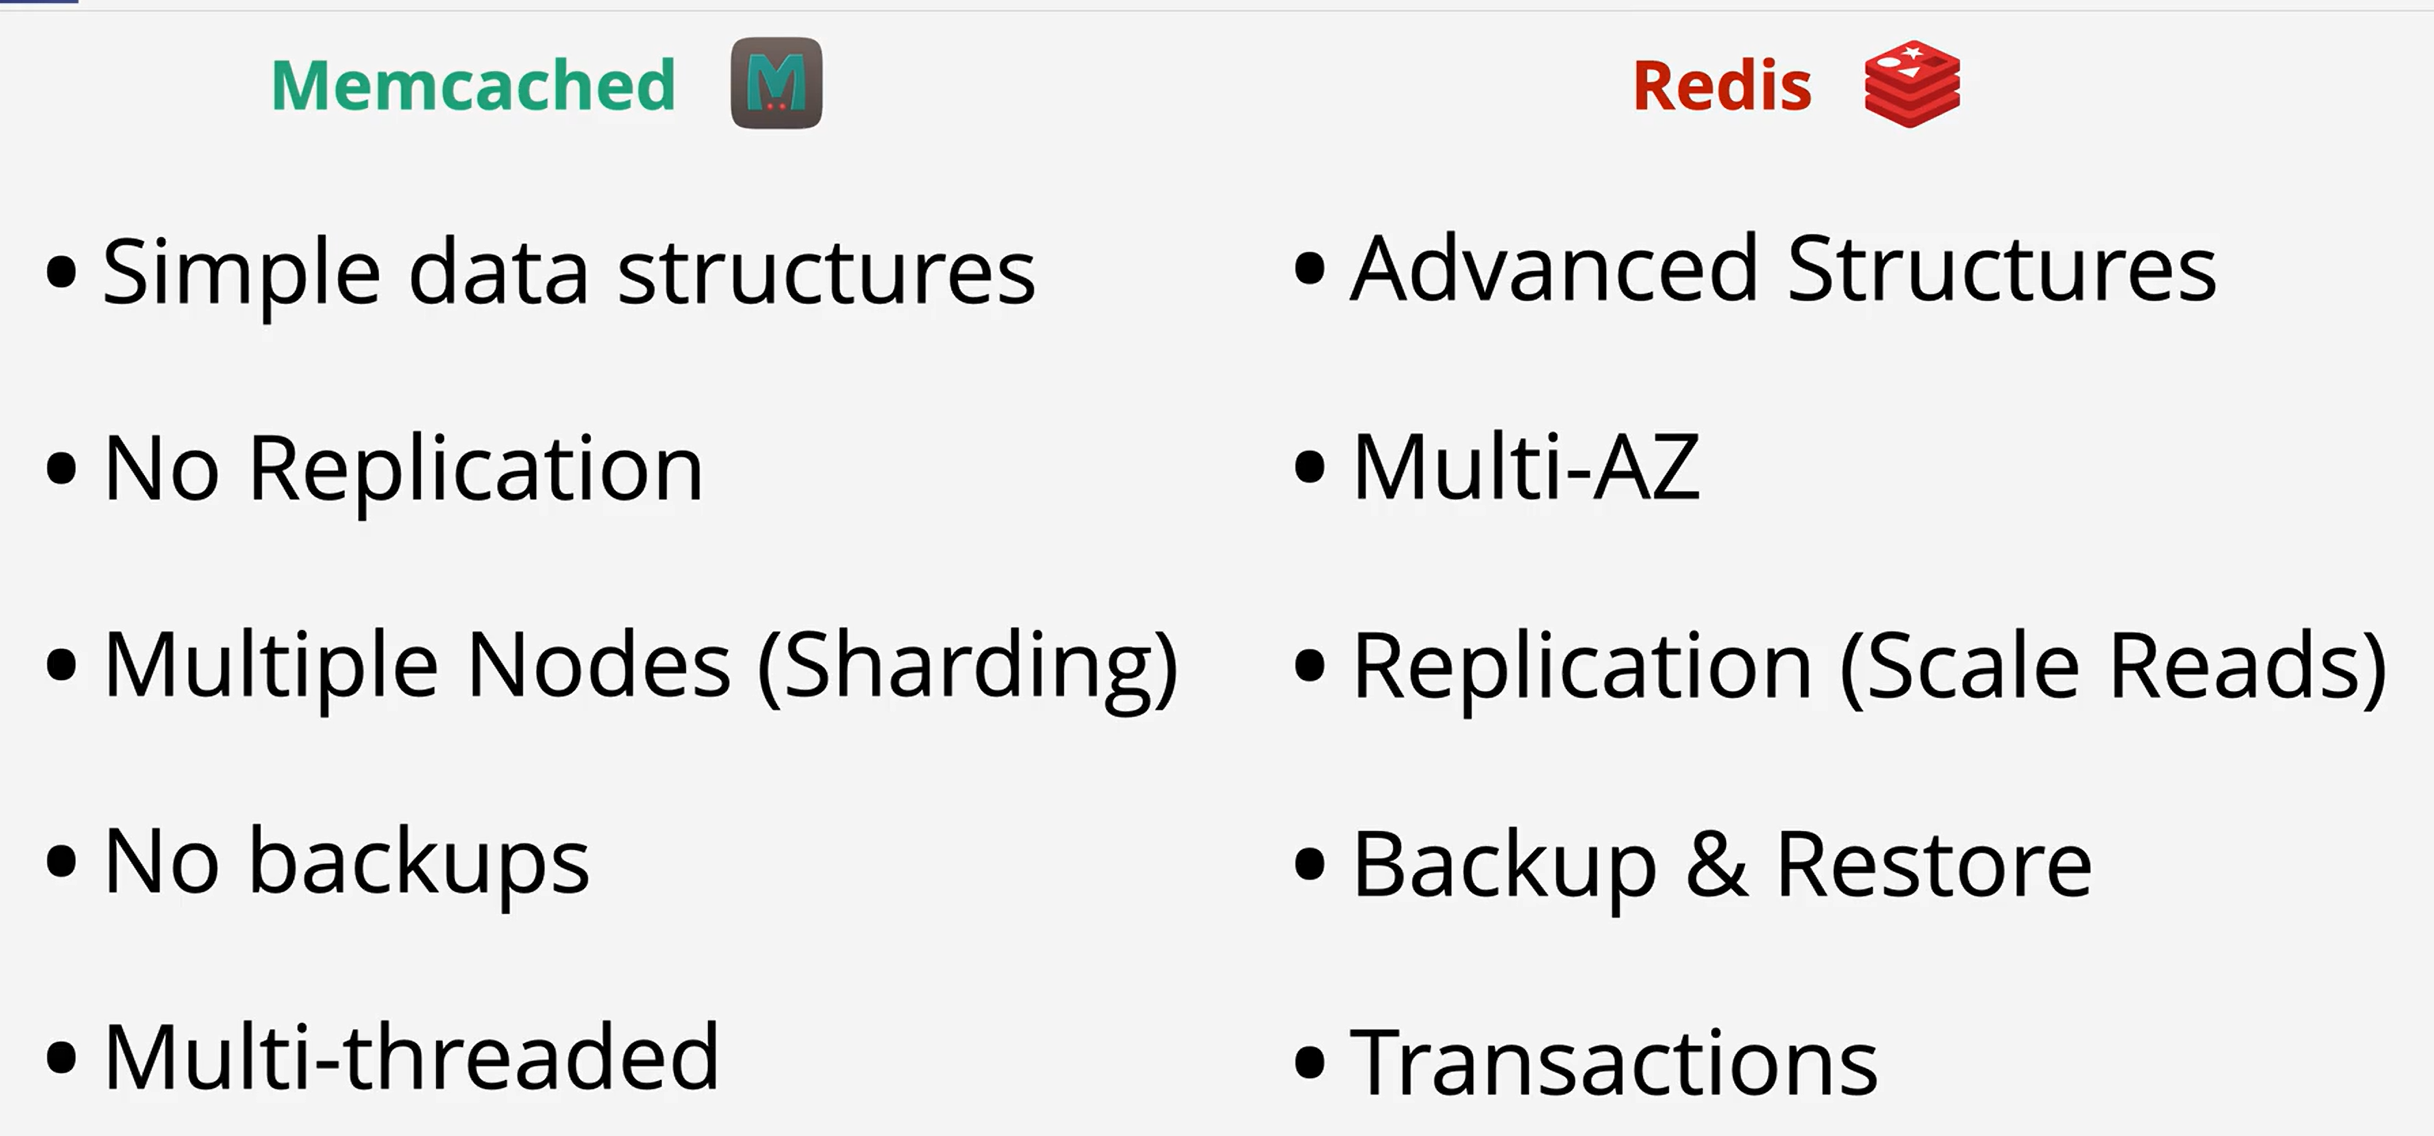 Memcached
• Simple data structures
• No Replication
• Multiple Nodes (Sharding)
• No backups
• Multi-threaded
Redis
• Advanced Structures
• Multi-AZ
• Replication (Scale Reads)
• Backup & Restore
• Transactions